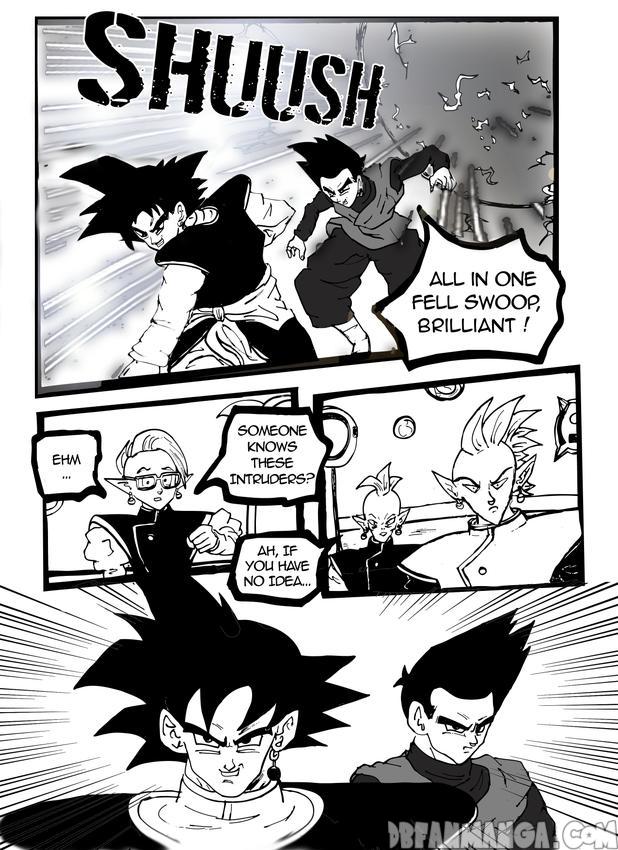 SHUUSH
ALL IN ONE
FELL SWOOP,
BRILLIANT !
EHM
...
SOMEONE
KNOWS
THESE
INTRUDERS?
AH, IF
YOU HAVE
NO IDEA...
DBFANMANGA.COM